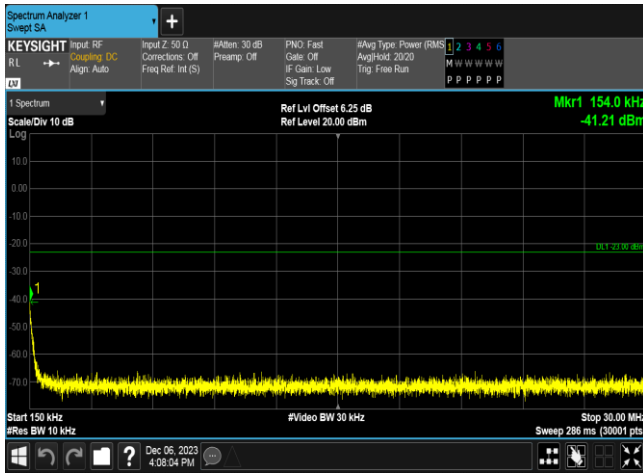 Spectrum Analyzer 1
Swept SA
+
KEYSIGHT
RL
Input: RF
Coupling: DC
Align: Auto
Input Z: 50 Ω
Corrections: Off
Freq Ref: Int (S)
#Atten: 30 dB
Preamp: Off
PNO: Fast
Gate: Off
IF Gain: Low
Sig Track: Off
#Avg Type: Power (RMS
Avg|Hold: 20/20
Trig: Free Run
1 2 3 4 5 6
M W W W W W
P P P P P P
LXI
1 Spectrum
Scale/Div 10 dB
Ref Lvl Offset 6.25 dB
Ref Level 20.00 dBm
Mkr1 154.0 kHz
-41.21 dBm
Log
10.0
0.00
-10.0
-20.0
DL1 -23.00 dBm
-30.0
1
-40.0
-50.0
-60.0
-70.0
Start 150 kHz
#Res BW 10 kHz
#Video BW 30 kHz
Stop 30.00 MHz
Sweep 286 ms (30001 pts
?
Dec 06, 2023
4:08:04 PM